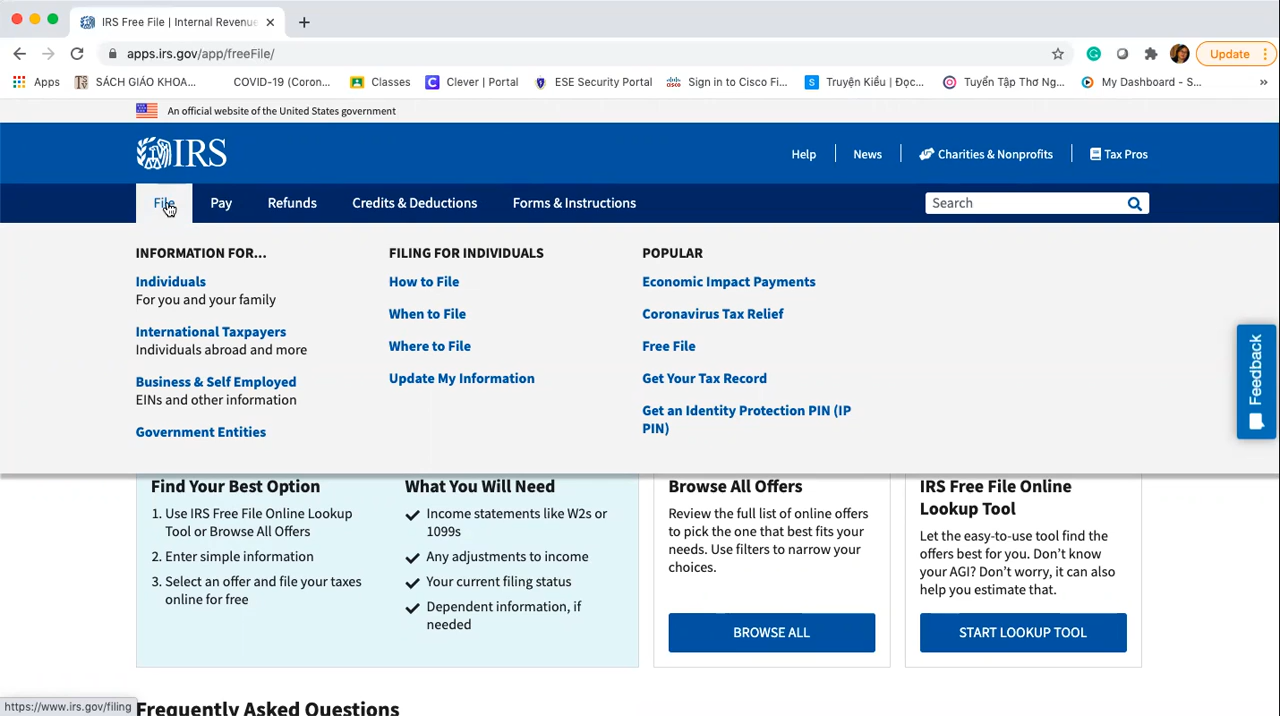 IRS Free File | Internal Revenue
apps.irs.gov/app/freeFile/
Update
Apps
SÁCH GIÁO KHOA...
COVID-19 (Coron...
Classes
Clever | Portal
ESE Security Portal
Sign in to Cisco Fi...
Truyện Kiều | Đọc...
Tuyển Tập Thơ Ng...
My Dashboard - S...
»
An official website of the United States government
IRS
Help
News
Charities & Nonprofits
Tax Pros
File
Pay
Refunds
Credits & Deductions
Forms & Instructions
Search
INFORMATION FOR...
Individuals
For you and your family
International Taxpayers
Individuals abroad and more
Business & Self Employed
EINs and other information
Government Entities
FILING FOR INDIVIDUALS
How to File
When to File
Where to File
Update My Information
POPULAR
Economic Impact Payments
Coronavirus Tax Relief
Free File
Get Your Tax Record
Get an Identity Protection PIN (IP
PIN)
Feedback
Find Your Best Option
1. Use IRS Free File Online Lookup
Tool or Browse All Offers
2. Enter simple information
3. Select an offer and file your taxes
online for free
What You Will Need
Income statements like W2s or
1099s
Any adjustments to income
Your current filing status
Dependent information, if
needed
Browse All Offers
Review the full list of online offers
to pick the one that best fits your
needs. Use filters to narrow your
choices.
BROWSE ALL
IRS Free File Online
Lookup Tool
Let the easy-to-use tool find the
offers best for you. Don't know
your AGI? Don't worry, it can also
help you estimate that.
START LOOKUP TOOL
https://www.irs.gov/filing
Frequently Asked Questions